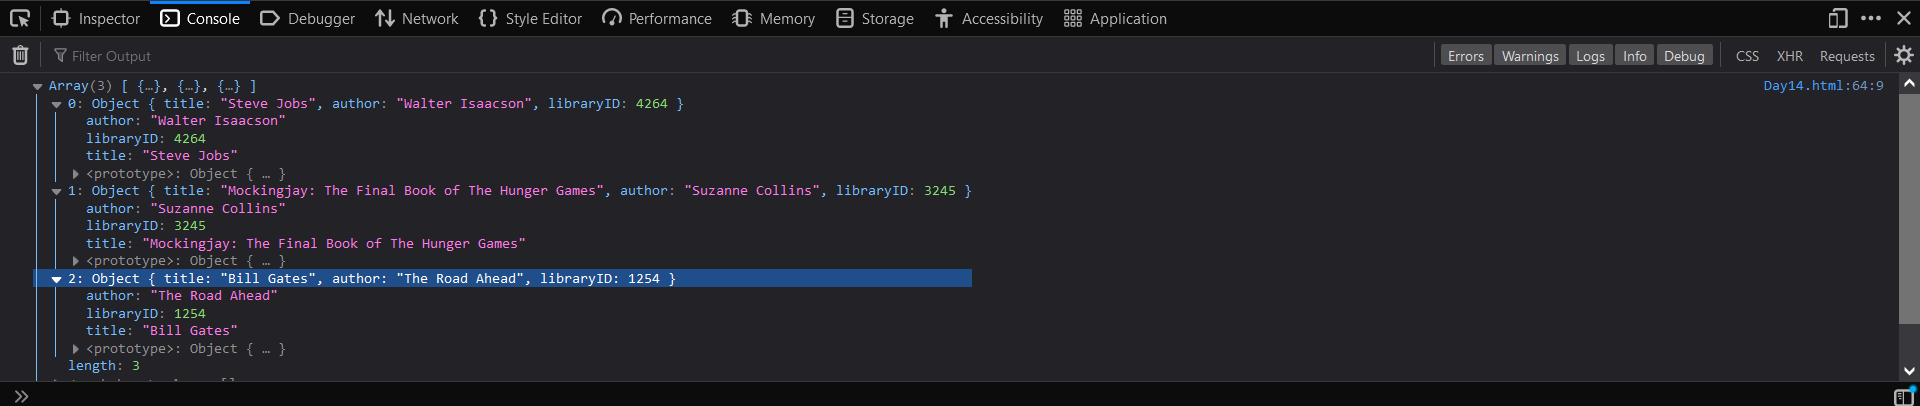 Inspector Console Debugger Network Style Editor Performance Memory Storage Accessibility Application
Filter Output Errors Warnings Logs Info Debug CSS XHR Requests
Array(3) [ {…}, {…}, {…} ] Day14.html:64:9
0: Object { title: "Steve Jobs", author: "Walter Isaacson", libraryID: 4264 }
author: "Walter Isaacson"
libraryID: 4264
title: "Steve Jobs"
<prototype>: Object { … }
1: Object { title: "Mockingjay: The Final Book of The Hunger Games", author: "Suzanne Collins", libraryID: 3245 }
author: "Suzanne Collins"
libraryID: 3245
title: "Mockingjay: The Final Book of The Hunger Games"
<prototype>: Object { … }
2: Object { title: "Bill Gates", author: "The Road Ahead", libraryID: 1254 }
author: "The Road Ahead"
libraryID: 1254
title: "Bill Gates"
<prototype>: Object { … }
length: 3